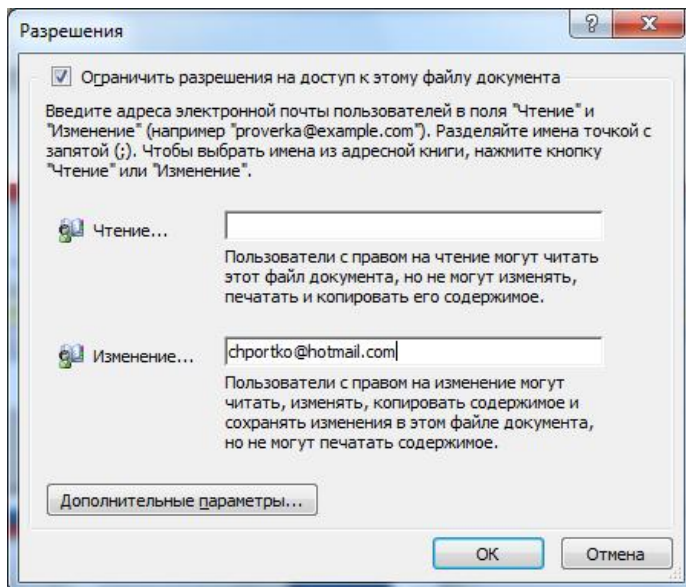 Разрешения
Ограничить разрешения на доступ к этому файлу документа
Введите адреса электронной почты пользователей в поля "Чтение" и
"Изменение" (например "proverka@example.com"). Разделяйте имена точкой с
запятой (;). Чтобы выбрать имена из адресной книги, нажмите кнопку
"Чтение" или "Изменение".
Чтение...
Пользователи с правом на чтение могут читать
этот файл документа, но не могут изменять,
печатать и копировать его содержимое.
Изменение...
chportko@hotmail.com
Пользователи с правом на изменение могут
читать, изменять, копировать содержимое и
сохранять изменения в этом файле документа,
но не могут печатать содержимое.
Дополнительные параметры...
ОК
Отмена